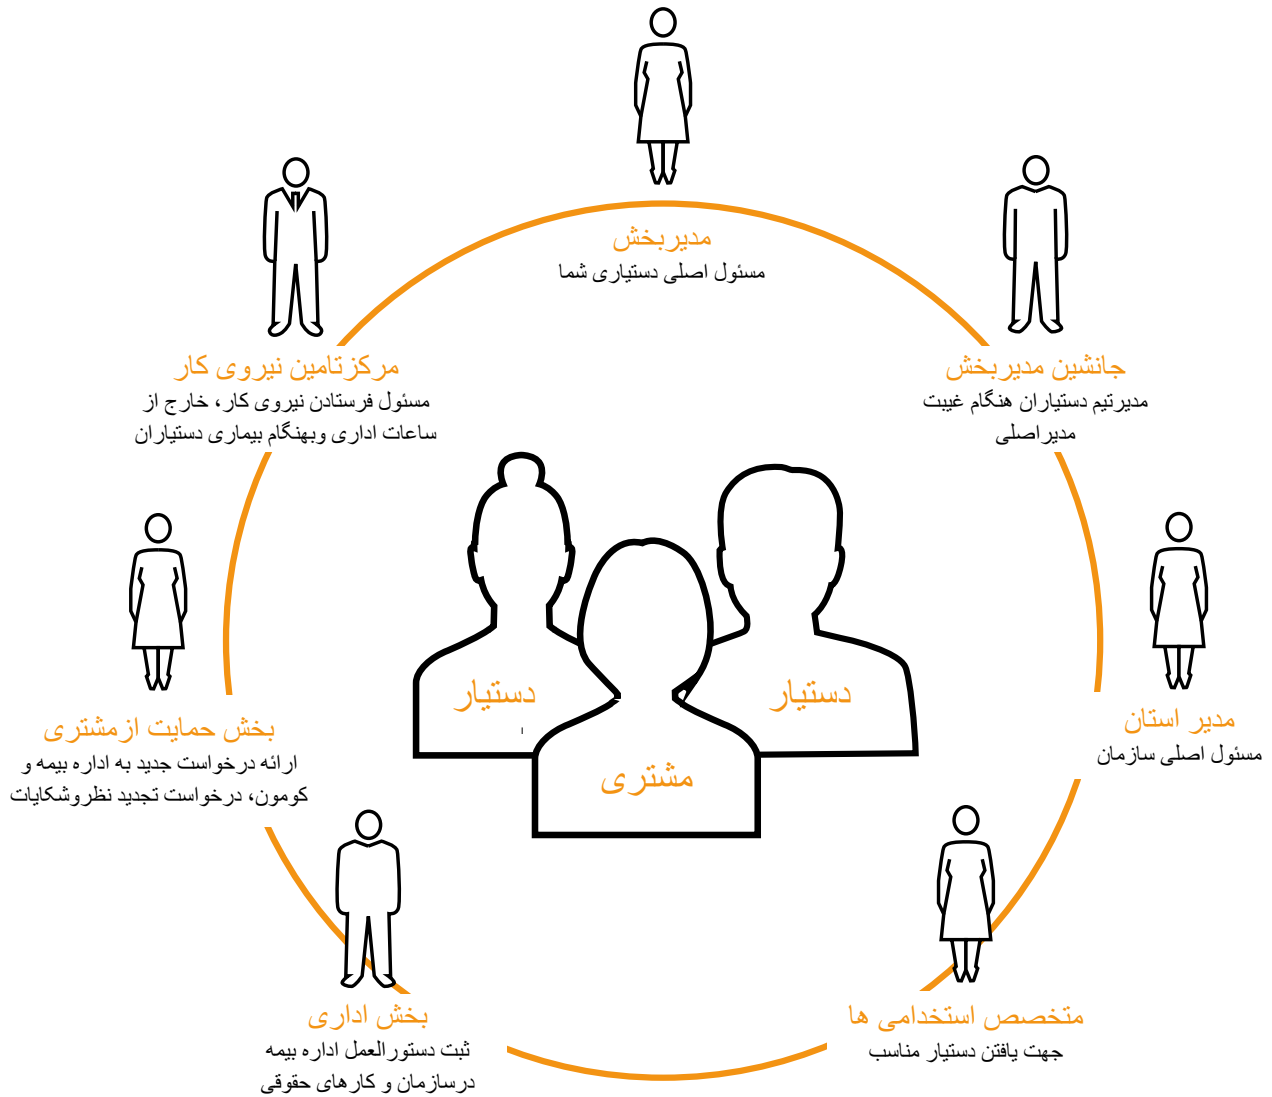 مدیربخش
مسئول اصلی دستیاری شما
جانشین مدیربخش
مدیرتیم دستیاران هنگام غیبت
مدیراصلی
مرکزتامین نیروی کار
مسئول فرستادن نیروی کار، خارج از
ساعات اداری وبهنگام بیماری دستیاران
دستیار
دستیار
مشتری
مدیر استان
مسئول اصلی سازمان
بخش حمایت ازمشتری
ارائه درخواست جدید به اداره بیمه و
کومون، درخواست تجدید نظروشکایات
متخصص استخدامی ها
جهت یافتن دستیار مناسب
بخش اداری
ثبت دستورالعمل اداره بیمه
درسازمان و کارهای حقوقی